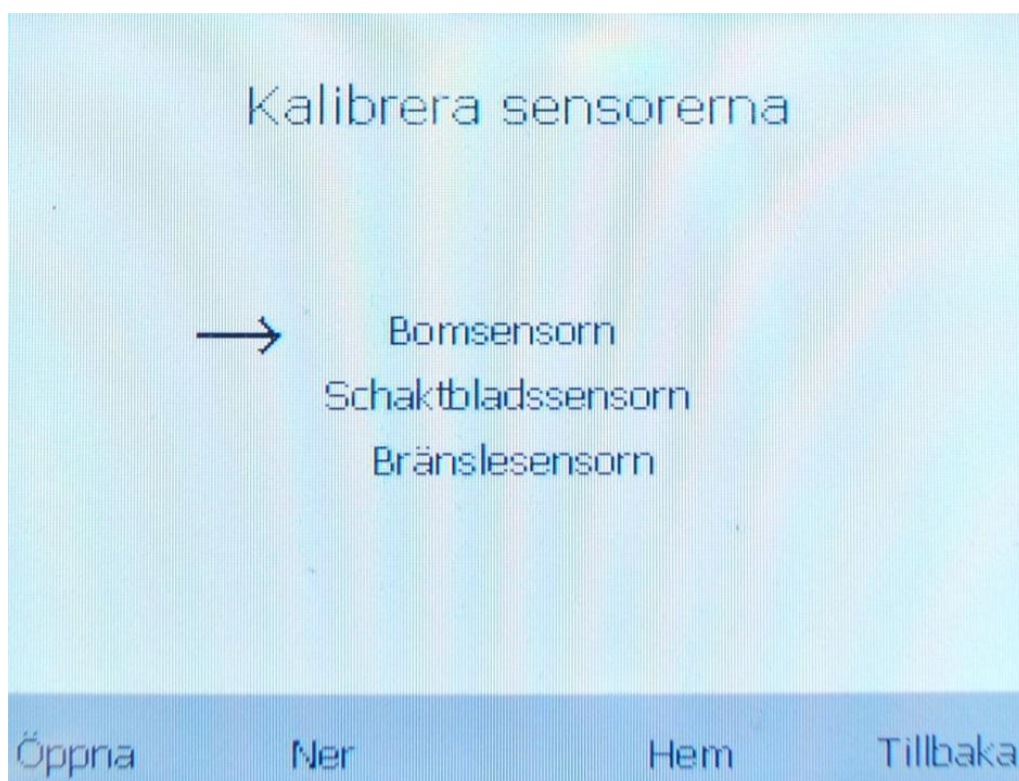 Kalibrera sensorerna
Bomsensorn
Schaktbladssensorn
Bränslesensorn
Öppna Ner Hem Tillbaka